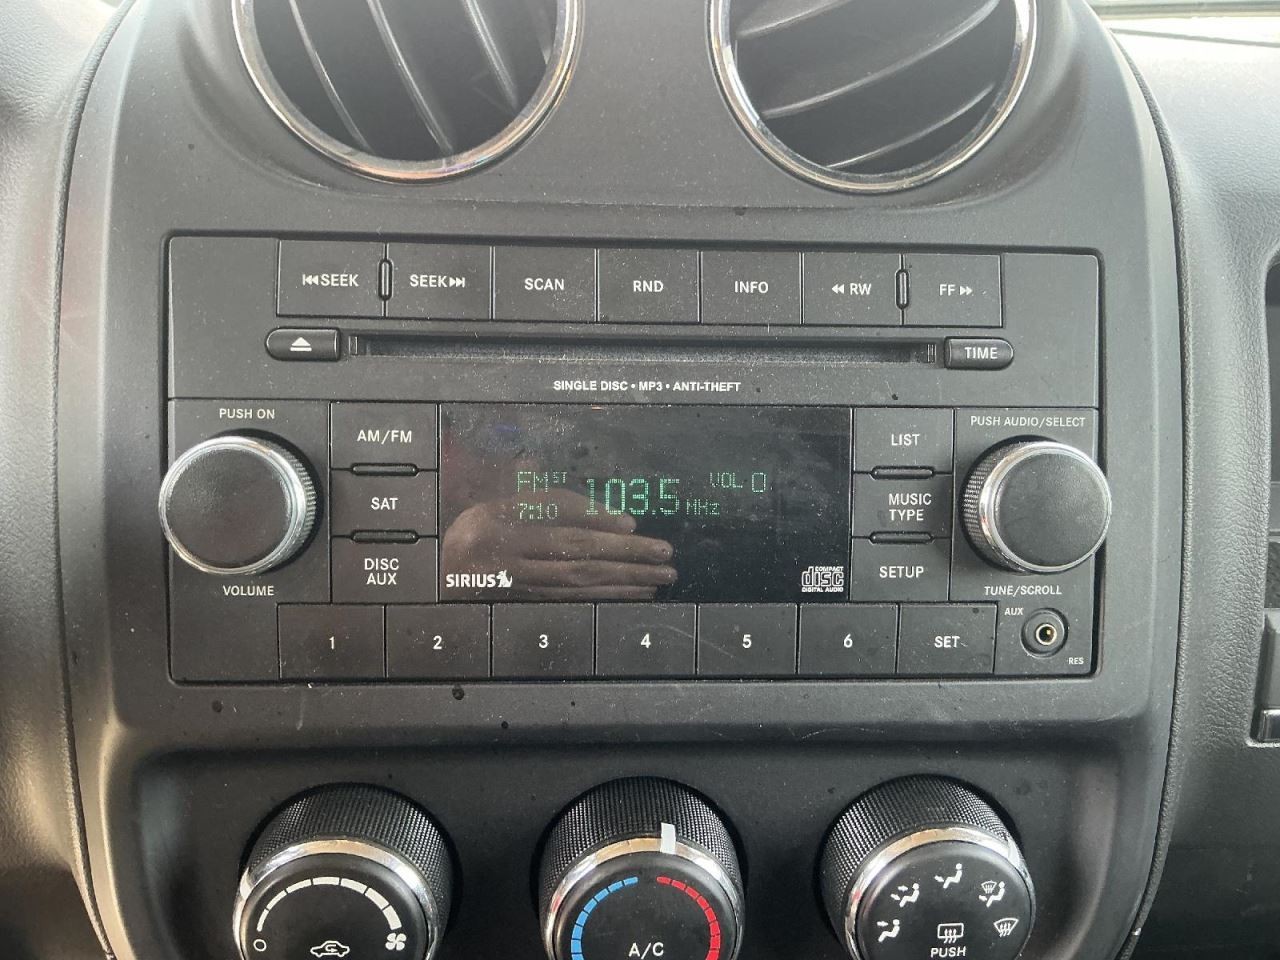 SEEK
SEEK
SCAN
RND
INFO
RW
FF
TIME
SINGLE DISC • MP3 • ANTI-THEFT
PUSH ON
VOLUME
AM/FM
SAT
DISC
AUX
FM ST
103.5 MHz
VOL 0
7:10
SIRIUS
COMPACT
disc
DIGITAL AUDIO
LIST
MUSIC
TYPE
SETUP
PUSH AUDIO/SELECT
TUNE/SCROLL
1
2
3
4
5
6
SET
AUX
RES
A/C
PUSH